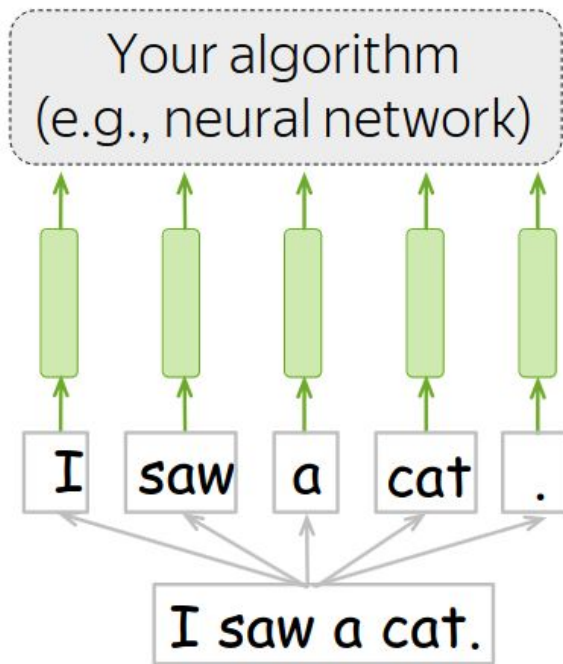 Your algorithm
(e.g., neural network)
I saw a cat .
I saw a cat.